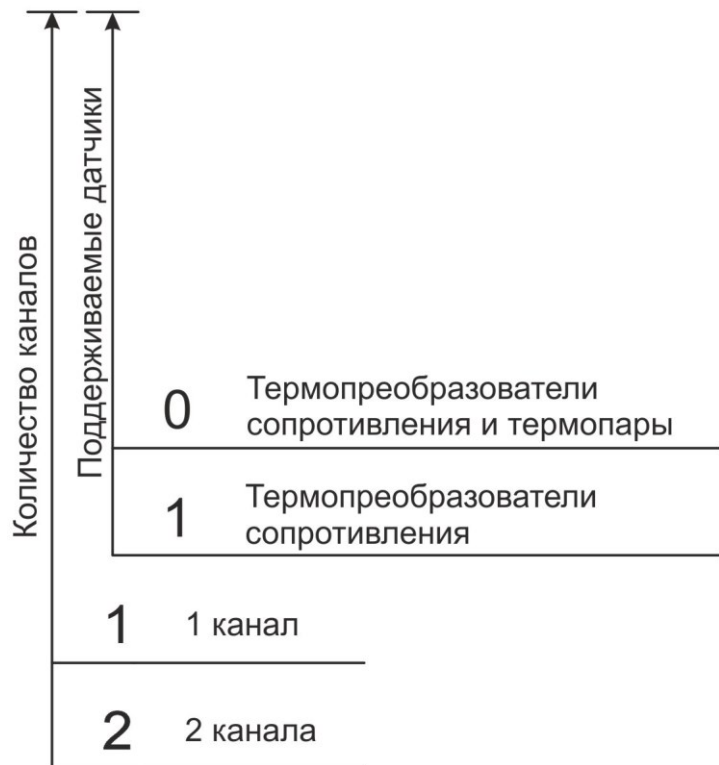 Количество каналов
Поддерживаемые датчики
0
Термопреобразователи
сопротивления и термопары
1
Термопреобразователи
сопротивления
1
1 канал
2
2 канала